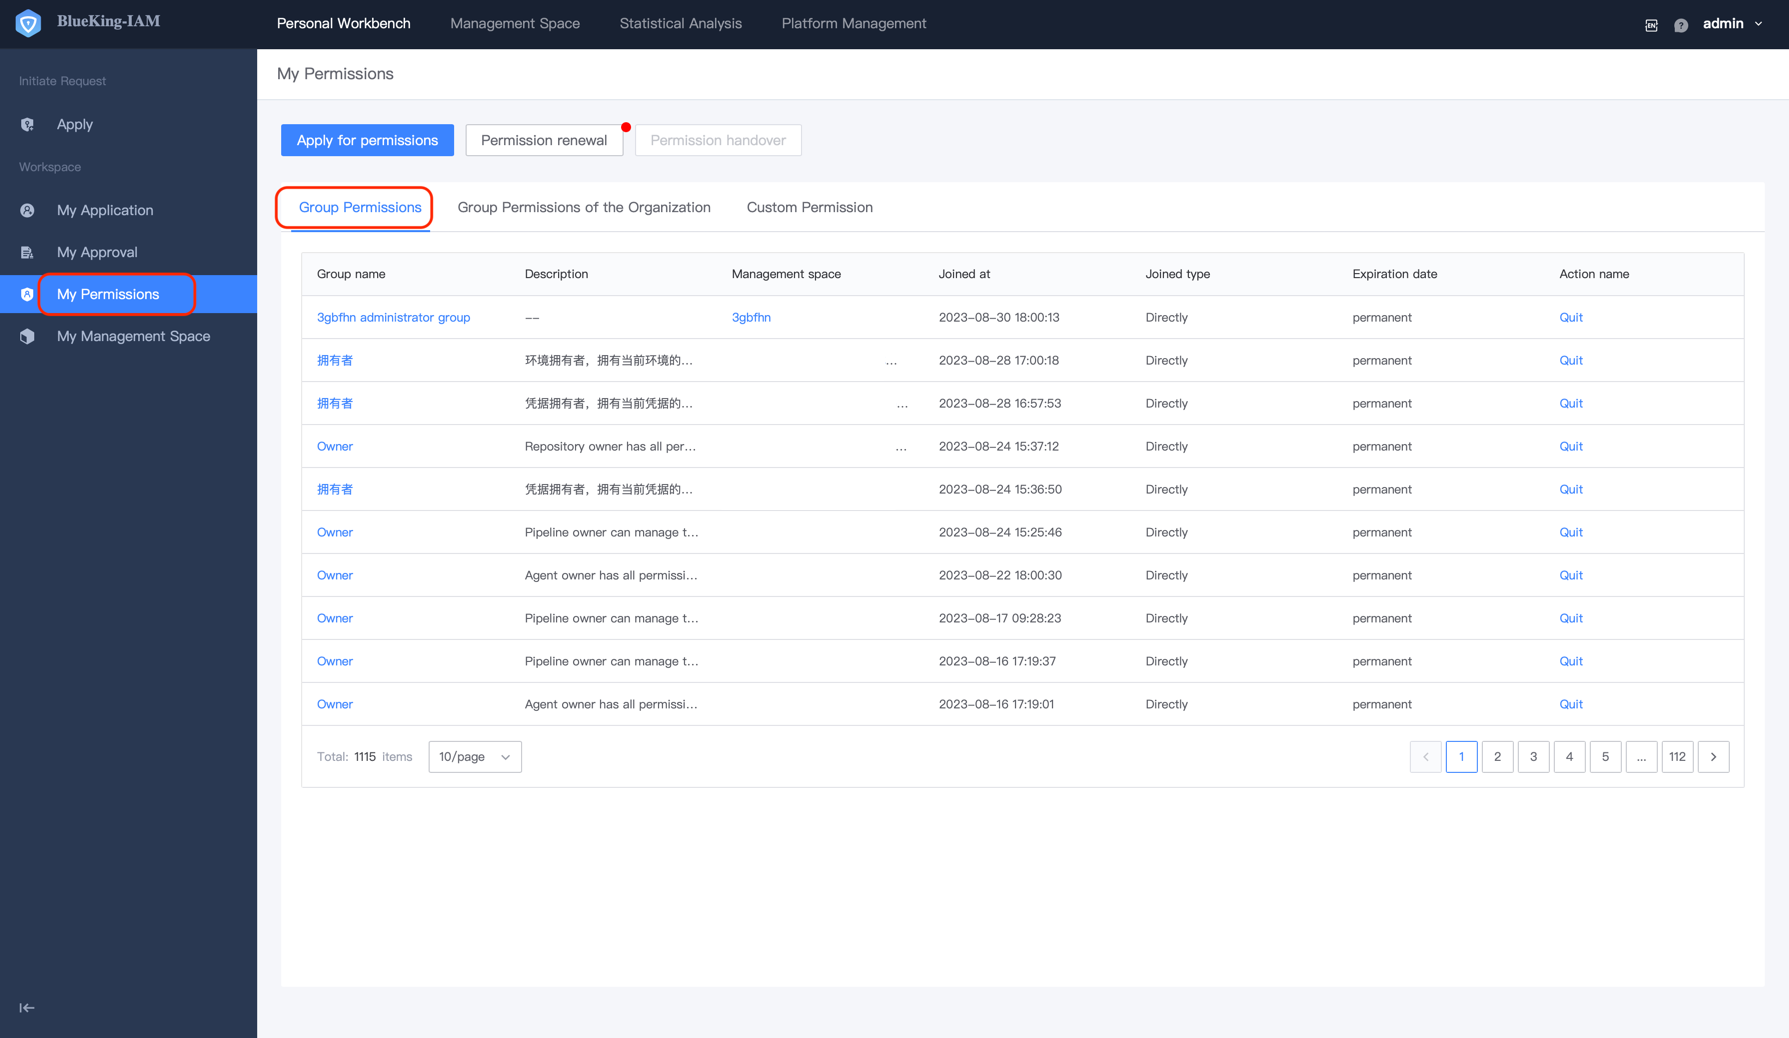 BlueKing-IAM
Personal Workbench Management Space Statistical Analysis Platform Management
EN ? admin
Initiate Request
Apply
Workspace
My Application
My Approval
My Permissions
My Management Space
My Permissions
Apply for permissions Permission renewal Permission handover
Group Permissions Group Permissions of the Organization Custom Permission
Group name Description Management space Joined at Joined type Expiration date Action name
3gbfhn administrator group -- 3gbfhn 2023-08-30 18:00:13 Directly permanent Quit
拥有者 环境拥有者，拥有当前环境的... ... 2023-08-28 17:00:18 Directly permanent Quit
拥有者 凭据拥有者，拥有当前凭据的... ... 2023-08-28 16:57:53 Directly permanent Quit
Owner Repository owner has all per... ... 2023-08-24 15:37:12 Directly permanent Quit
拥有者 凭据拥有者，拥有当前凭据的... 2023-08-24 15:36:50 Directly permanent Quit
Owner Pipeline owner can manage t... 2023-08-24 15:25:46 Directly permanent Quit
Owner Agent owner has all permissi... 2023-08-22 18:00:30 Directly permanent Quit
Owner Pipeline owner can manage t... 2023-08-17 09:28:23 Directly permanent Quit
Owner Pipeline owner can manage t... 2023-08-16 17:19:37 Directly permanent Quit
Owner Agent owner has all permissi... 2023-08-16 17:19:01 Directly permanent Quit
Total: 1115 items 10/page 1 2 3 4 5 ... 112